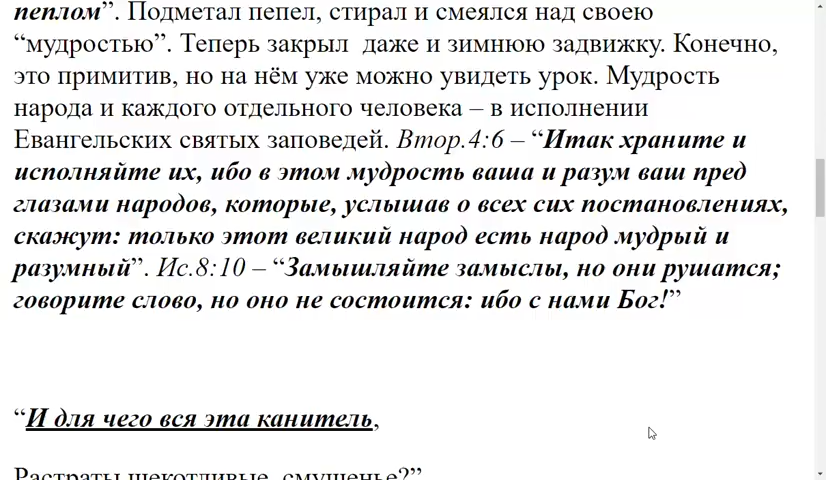 пеплом”. Подметал пепел, стирал и смеялся над своею
“мудростью”. Теперь закрыл даже и зимнюю задвижку. Конечно,
это примитив, но на нём уже можно увидеть урок. Мудрость
народа и каждого отдельного человека – в исполнении
Евангельских святых заповедей. Втор.4:6 – “Итак храните и
исполняйте их, ибо в этом мудрость ваша и разум ваш пред
глазами народов, которые, услышав о всех сих постановлениях,
скажут: только этот великий народ есть народ мудрый и
разумный”. Ис.8:10 – “Замышляйте замыслы, но они рушатся;
говорите слово, но оно не состоится: ибо с нами Бог!”
“И для чего вся эта канитель,
Растраты щекотливые, смущенье?”